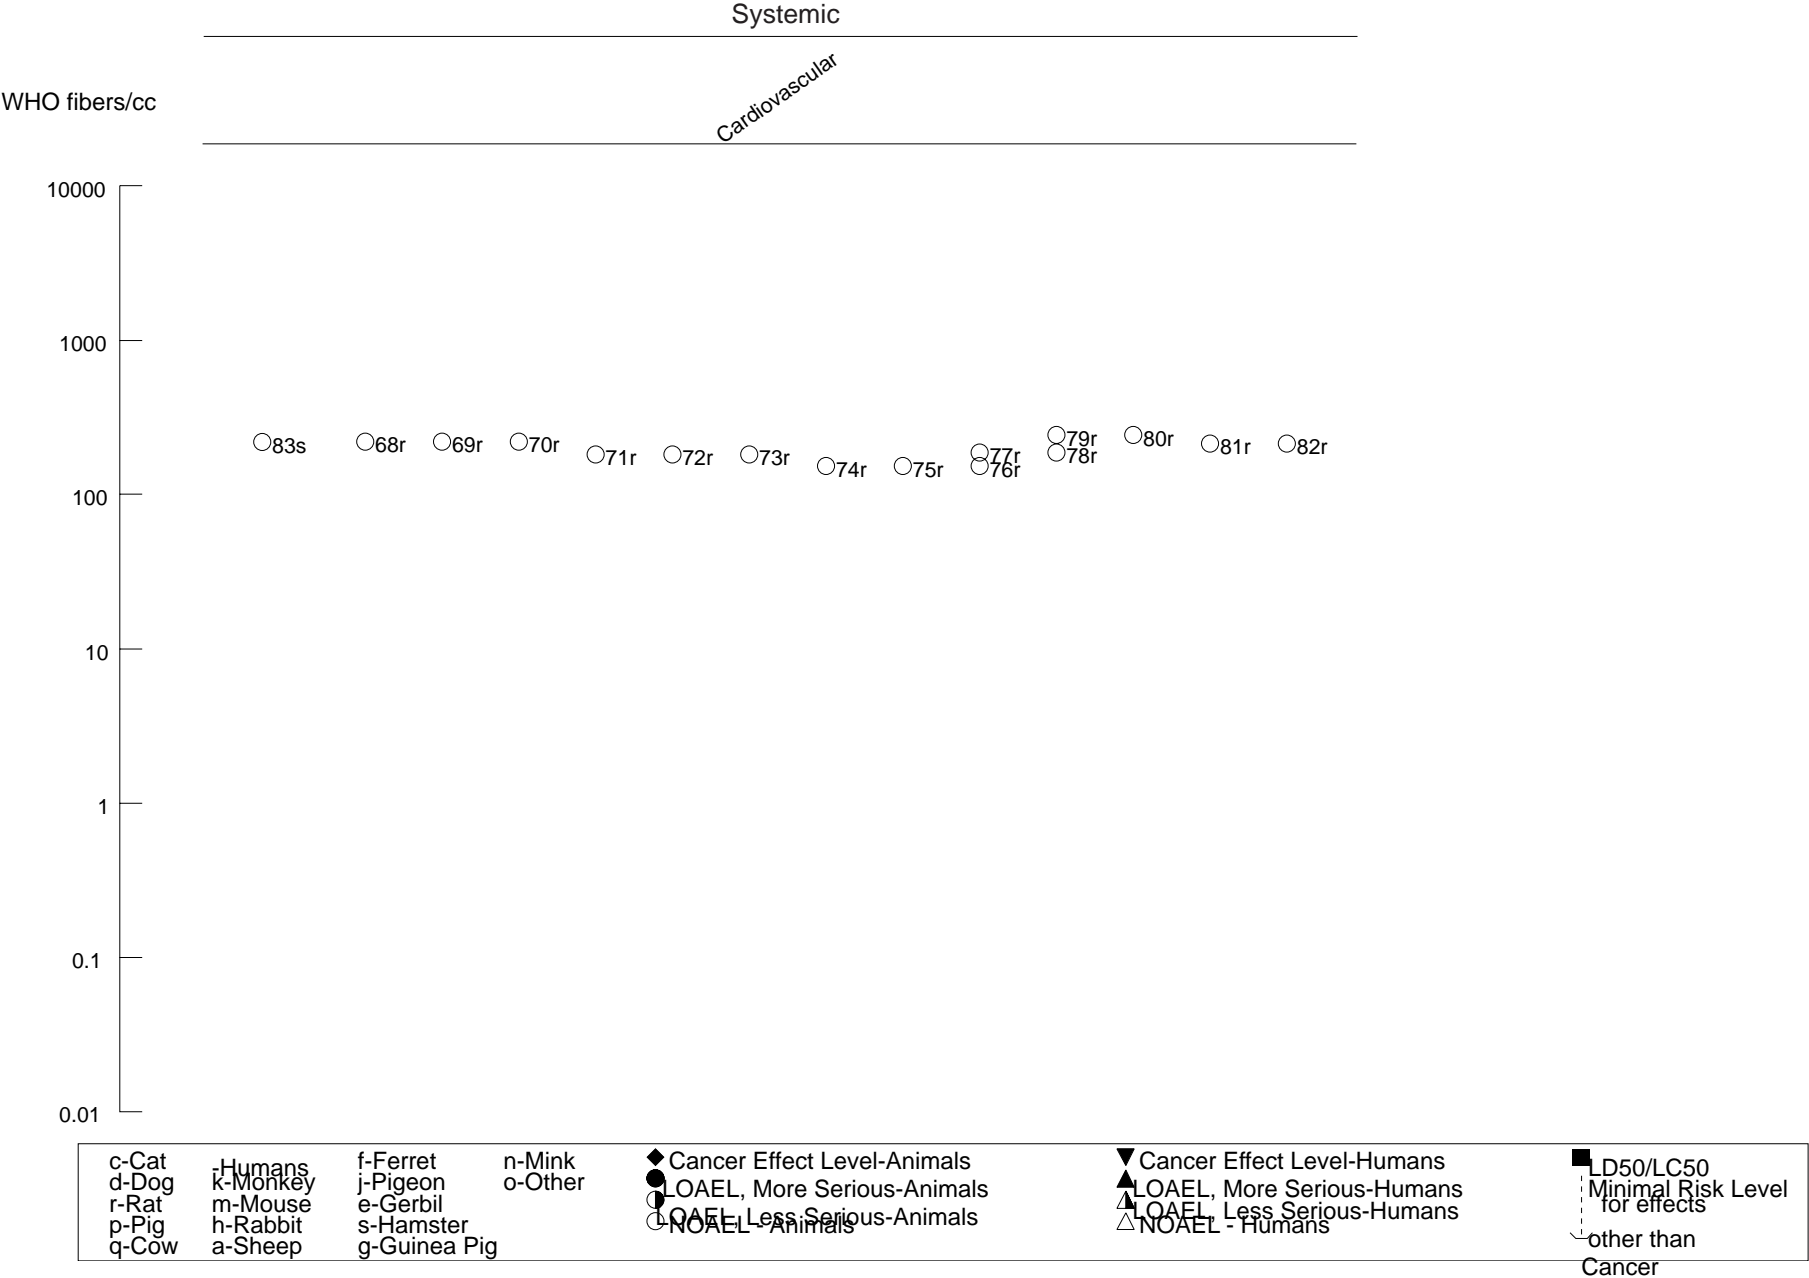 Systemic
Cardiovascular
WHO fibers/cc
10000
1000
100
10
1
0.1
0.01
83s
68r
69r
70r
71r
72r
73r
74r
75r
77r
76r
79r
78r
80r
81r
82r
c-Cat
d-Dog
r-Rat
p-Pig
q-Cow
-Humans
k-Monkey
m-Mouse
h-Rabbit
a-Sheep
f-Ferret
j-Pigeon
e-Gerbil
s-Hamster
g-Guinea Pig
n-Mink
o-Other
Cancer Effect Level-Animals
LOAEL, More Serious-Animals
LOAEL, Less Serious-Animals
NOAEL - Animals
Cancer Effect Level-Humans
LOAEL, More Serious-Humans
LOAEL, Less Serious-Humans
NOAEL - Humans
LD50/LC50
Minimal Risk Level
for effects
other than
Cancer